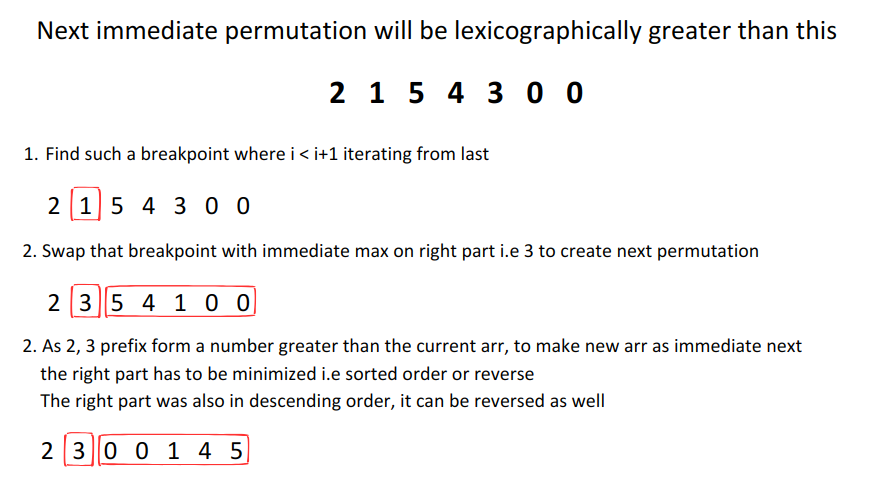 Next immediate permutation will be lexicographically greater than this
2 1 5 4 3 0 0
1. Find such a breakpoint where i < i+1 iterating from last
2 1 5 4 3 0 0
2. Swap that breakpoint with immediate max on right part i.e 3 to create next permutation
2 3 5 4 1 0 0
2. As 2, 3 prefix form a number greater than the current arr, to make new arr as immediate next
the right part has to be minimized i.e sorted order or reverse
The right part was also in descending order, it can be reversed as well
2 3 0 0 1 4 5